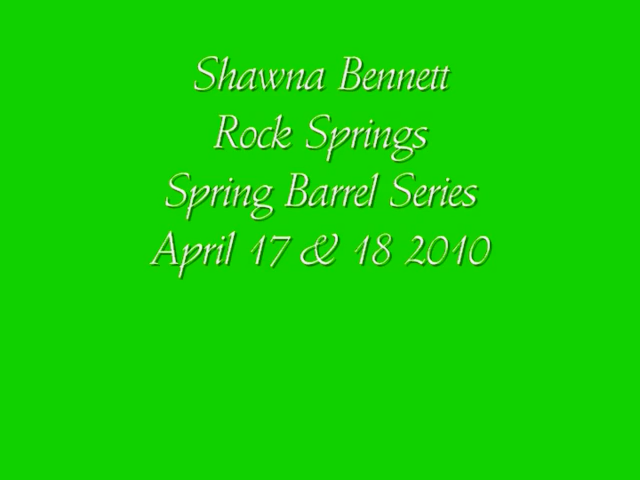 Shawna Bennett
Rock Springs
Spring Barrel Series
April 17 & 18 2010